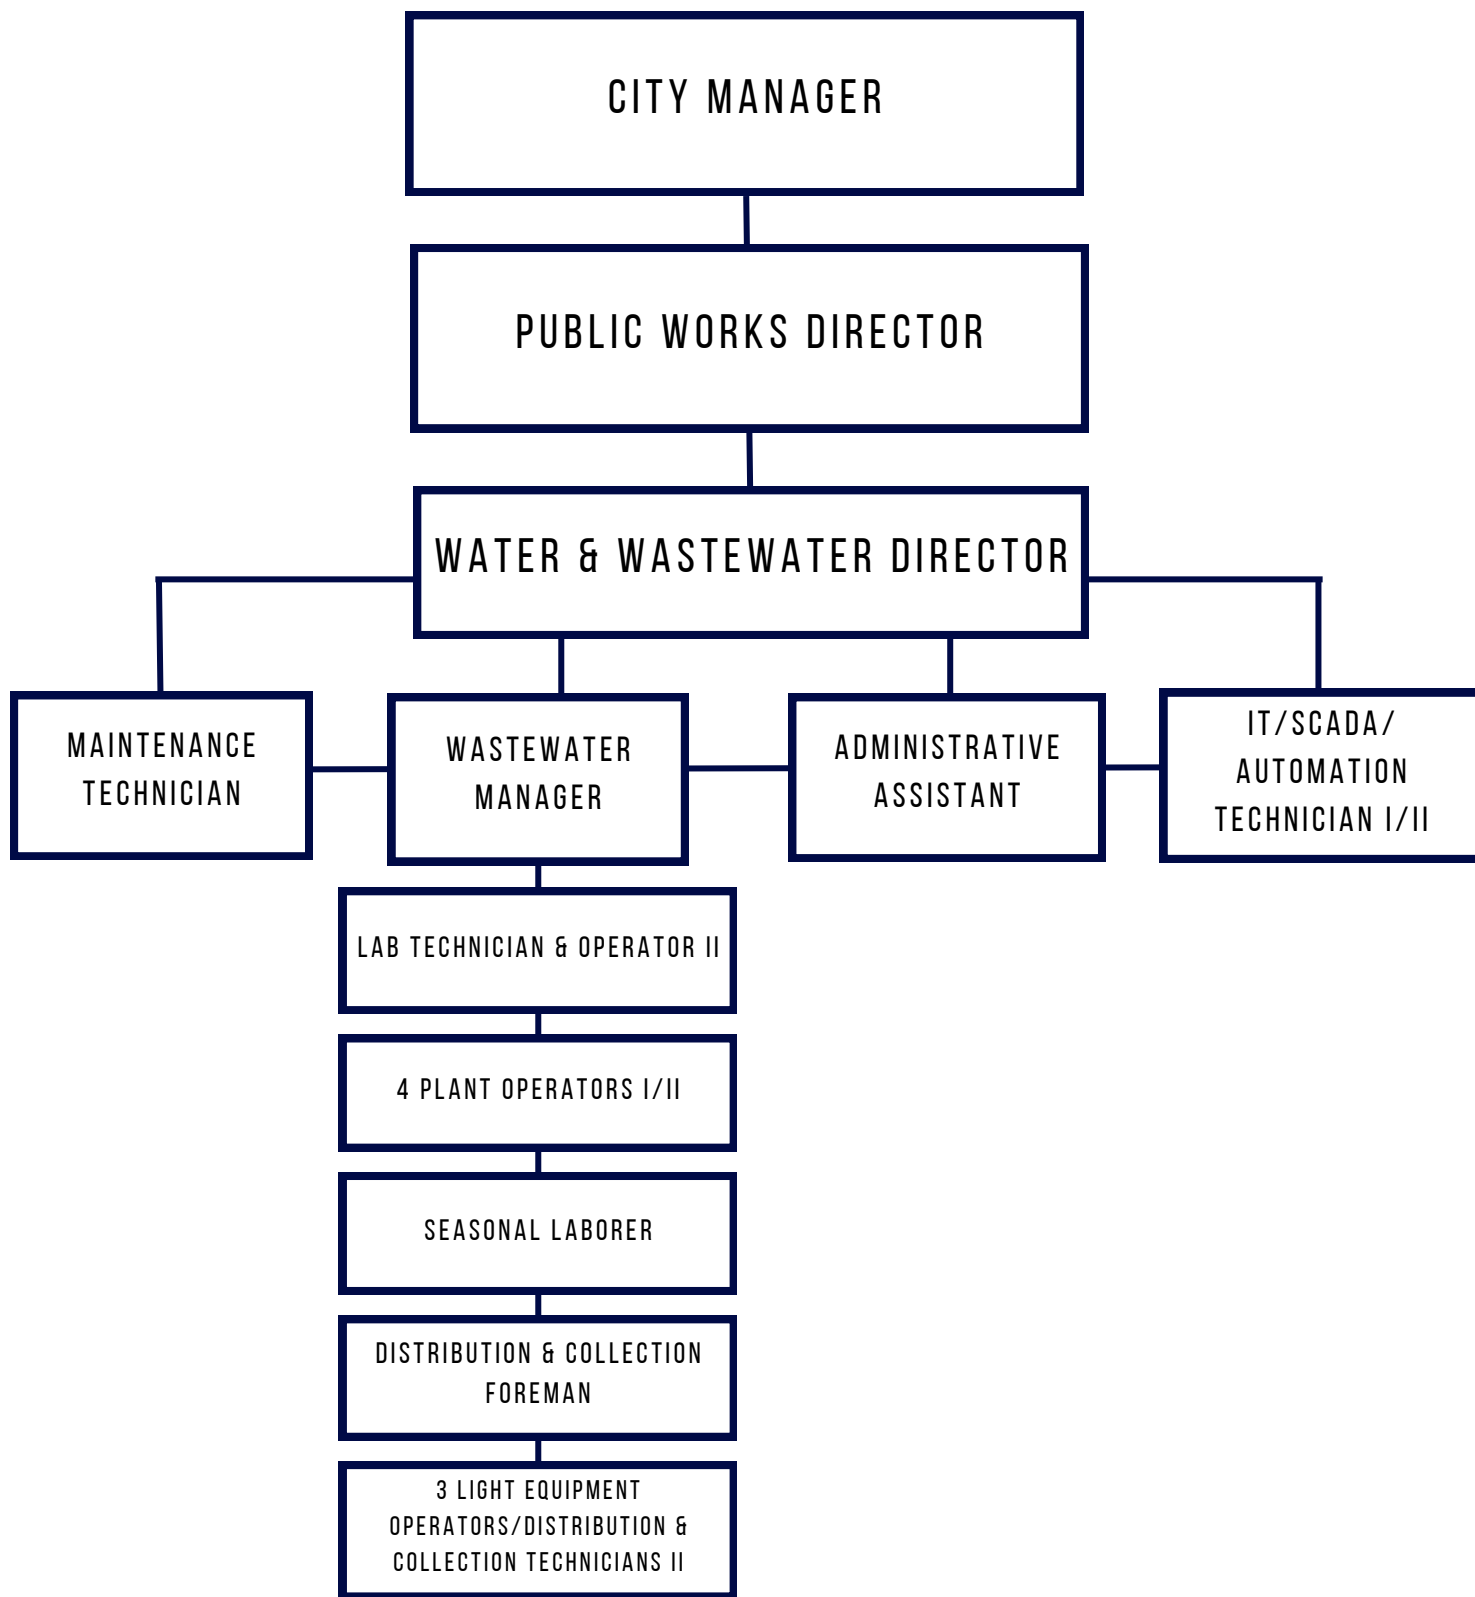 CITY MANAGER
PUBLIC WORKS DIRECTOR
WATER & WASTEWATER DIRECTOR
MAINTENANCE
TECHNICIAN
WASTEWATER
MANAGER
ADMINISTRATIVE
ASSISTANT
IT/SCADA/
AUTOMATION
TECHNICIAN I/II
LAB TECHNICIAN & OPERATOR II
4 PLANT OPERATORS I/II
SEASONAL LABORER
DISTRIBUTION & COLLECTION
FOREMAN
3 LIGHT EQUIPMENT
OPERATORS/DISTRIBUTION &
COLLECTION TECHNICIANS II